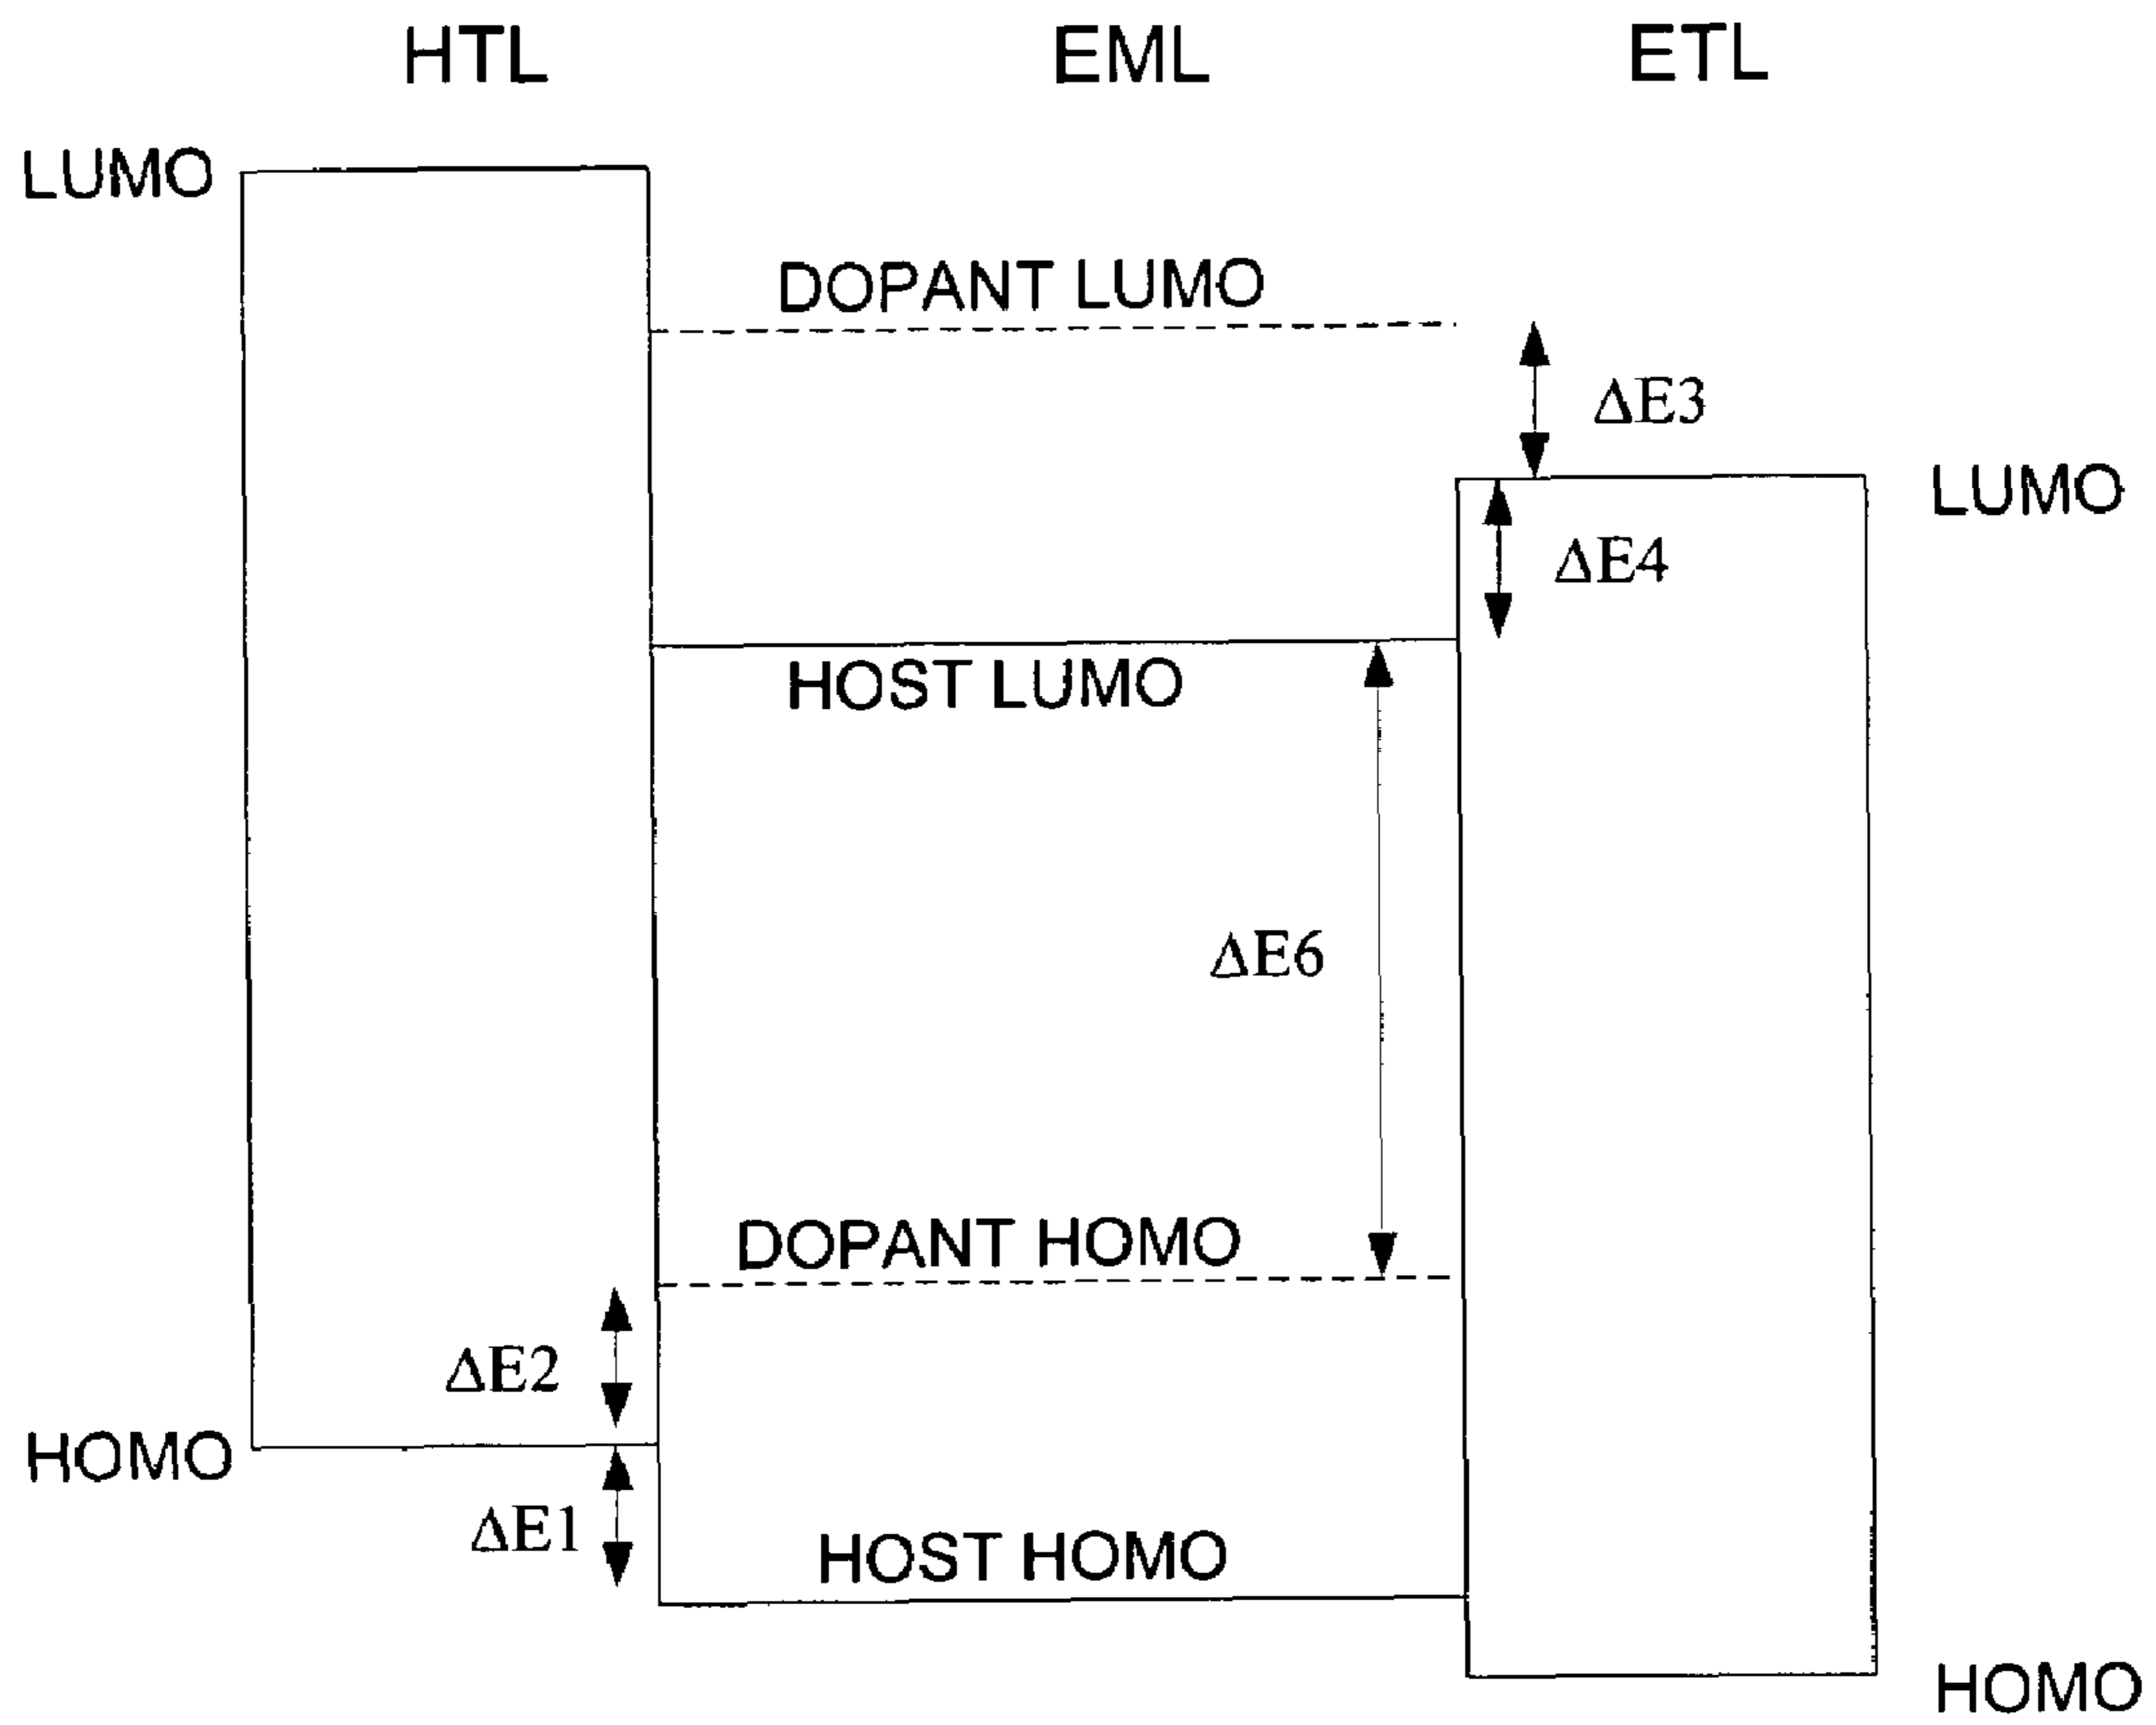 HTL
EML
ETL
LUMO
DOPANT LUMO
ΔE3
LUMO
ΔE4
HOST LUMO
ΔE6
DOPANT HOMO
ΔE2
HOMO
ΔE1
HOST HOMO
HOMO